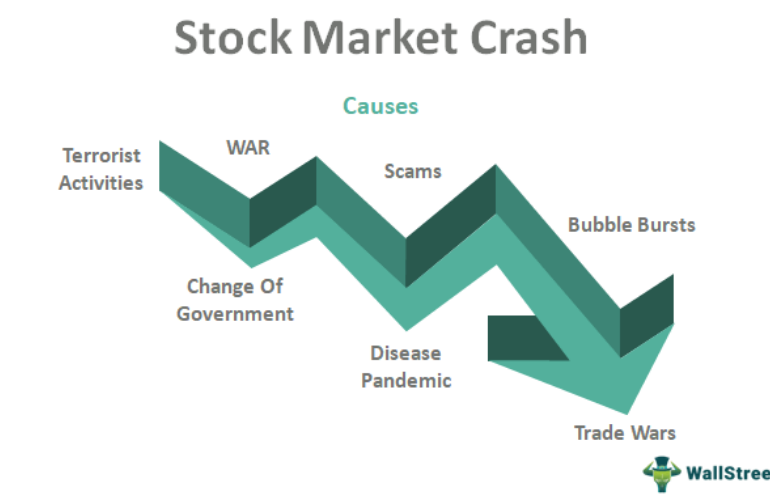 Stock Market Crash
Causes
Terrorist
Activities
WAR
Scams
Bubble Bursts
Change Of
Government
Disease
Pandemic
Trade Wars
WallStree